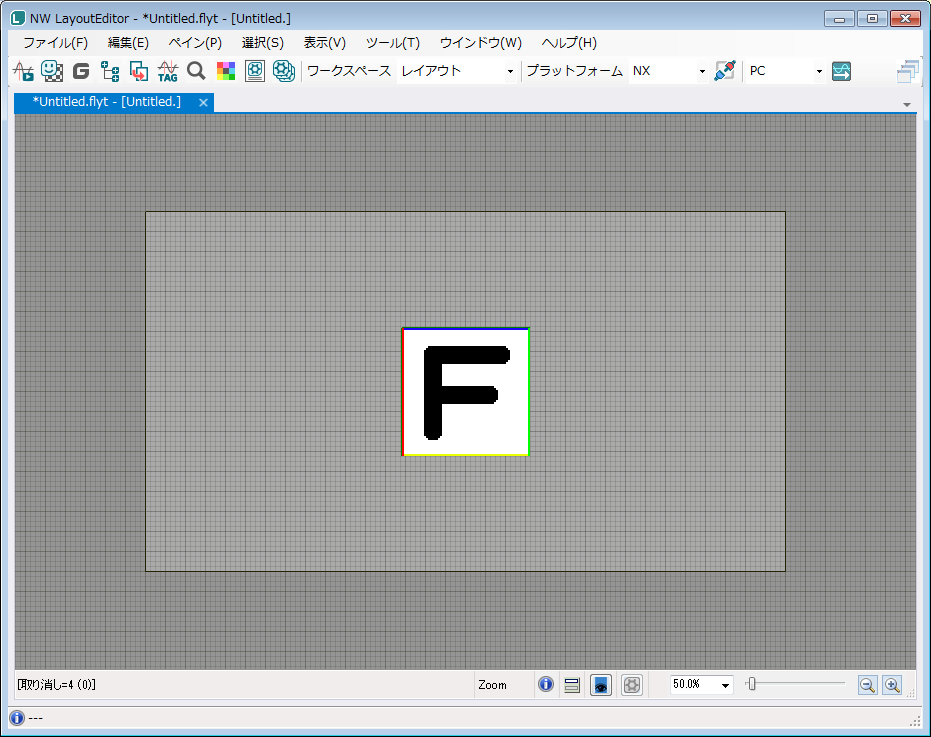 NW LayoutEditor - *Untitled.flyt - [Untitled.]
ファイル(F) 編集(E) ペイン(P) 選択(S) 表示(V) ツール(T) ウインドウ(W) ヘルプ(H)
G TAG ワークスペース レイアウト プラットフォーム NX PC
*Untitled.flyt - [Untitled.]
F
[取り消し=4 (0)] Zoom 50.0%
---